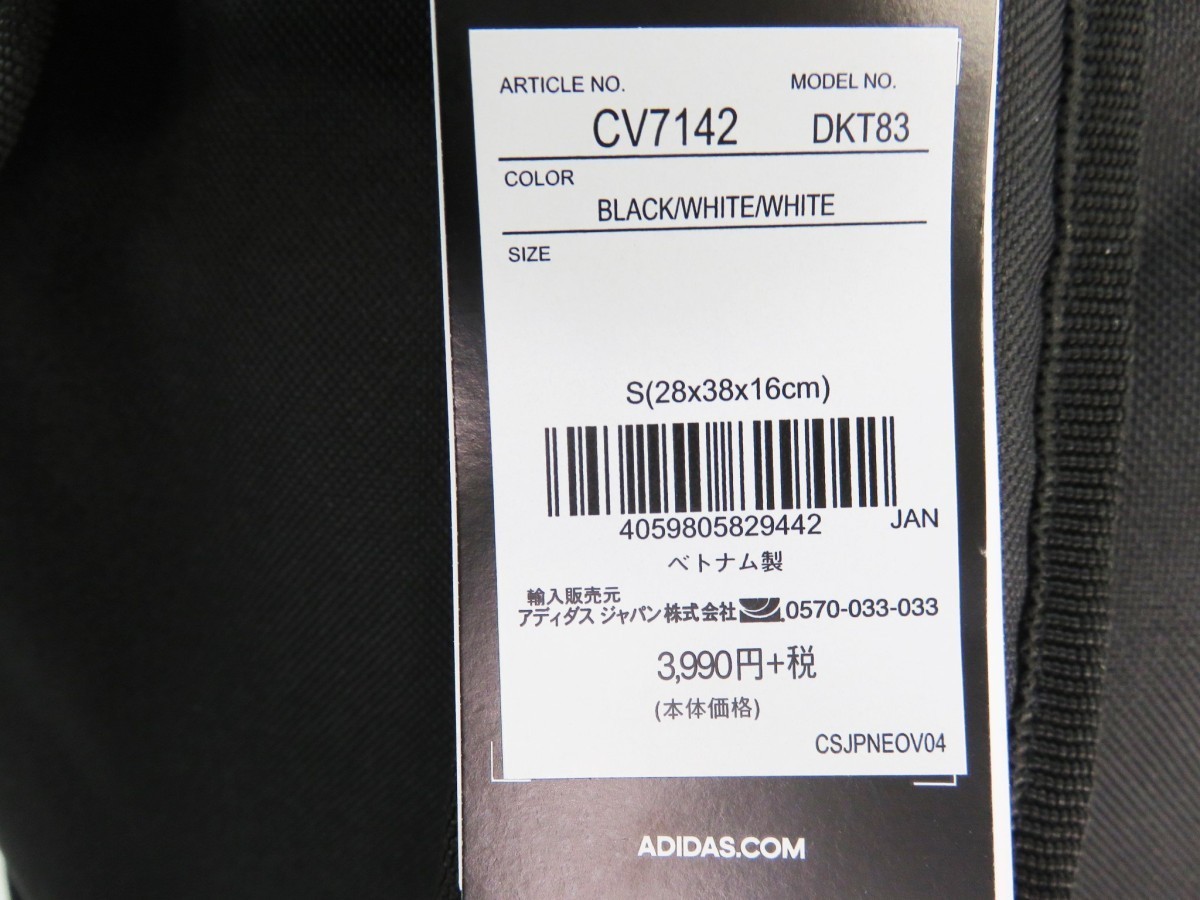 ARTICLE NO. MODEL NO.
CV7142 DKT83
COLOR
BLACK/WHITE/WHITE
SIZE
S(28x38x16cm)
4059805829442 JAN
ベトナム製
輸入販売元
アディダス ジャパン株式会社 0570-033-033
3,990円+税
(本体価格)
CSJPNEOV04
ADIDAS.COM